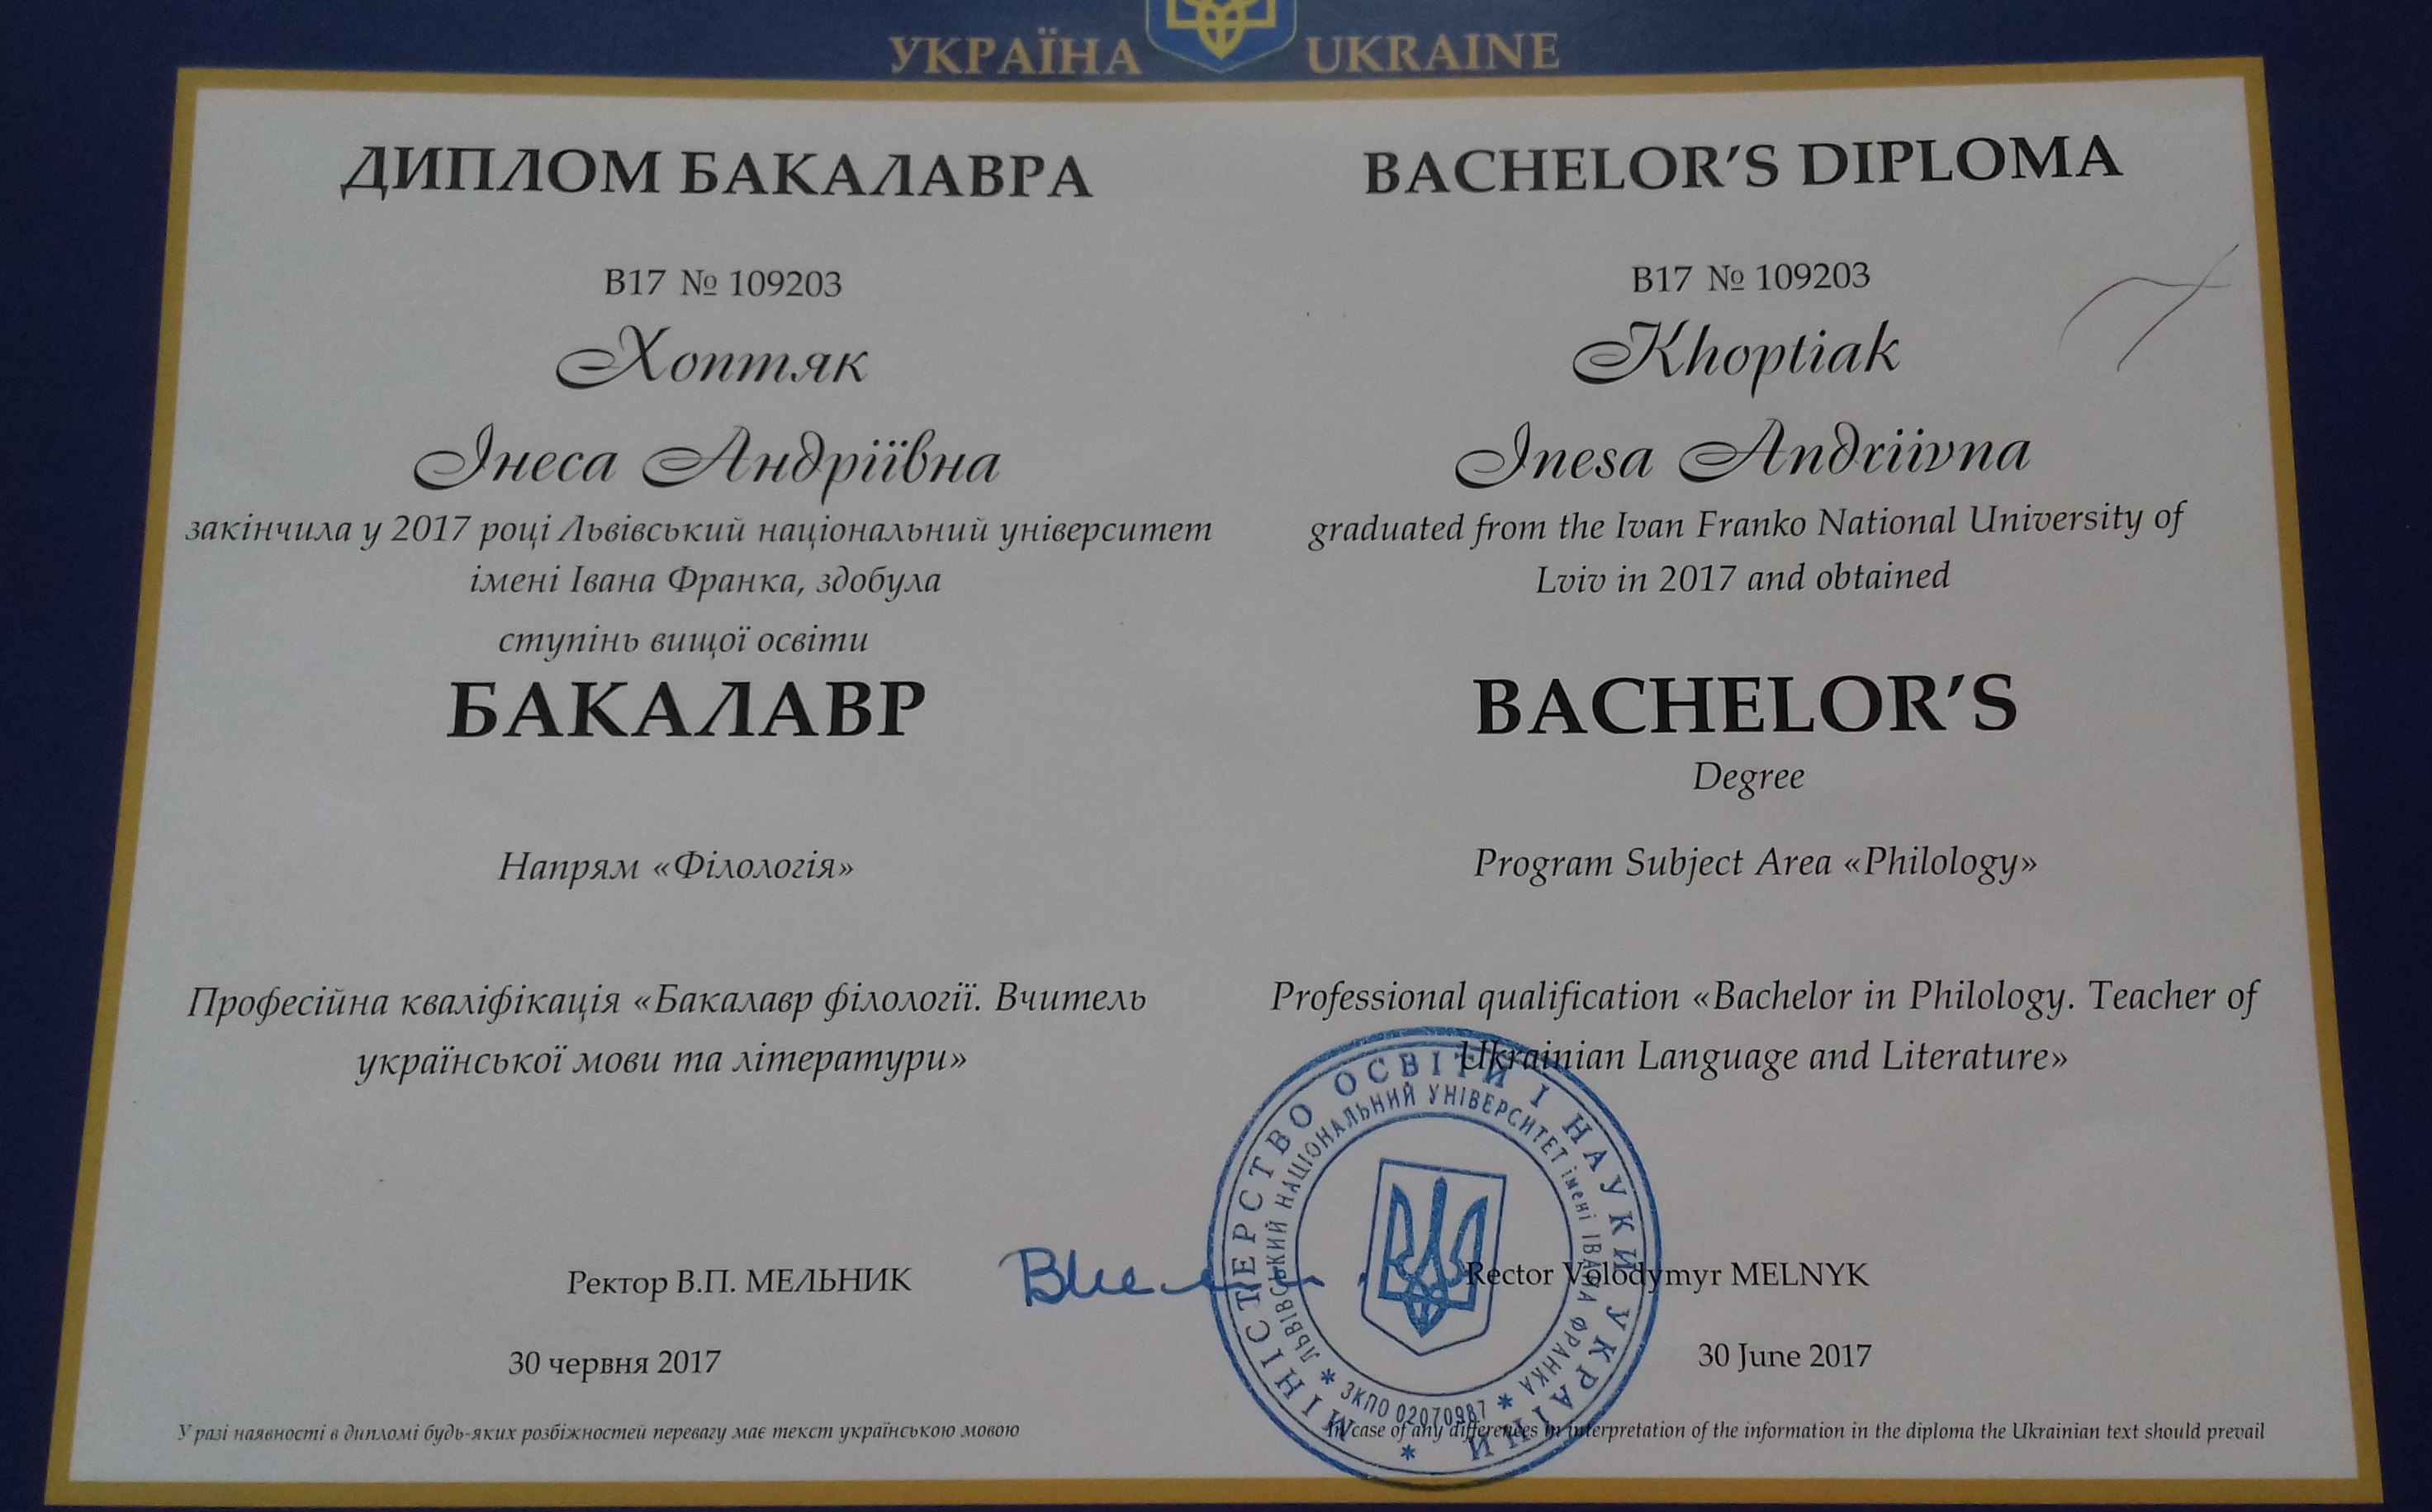 УКРАЇНА UKRAINE
ДИПЛОМ БАКАЛАВРА
В17 № 109203
Хоптяк
Інеса Андріївна
закінчила у 2017 році Львівський національний університет
імені Івана Франка, здобула
ступінь вищої освіти
БАКАЛАВР
Напрям «Філологія»
Професійна кваліфікація «Бакалавр філології. Вчитель
української мови та літератури»
Ректор В.П. МЕЛЬНИК
30 червня 2017
У разі наявності в дипломі будь-яких розбіжностей перевагу має текст українською мовою
BACHELOR'S DIPLOMA
B17 № 109203
Khoptiak
Inesa Andriivna
graduated from the Ivan Franko National University of
Lviv in 2017 and obtained
BACHELOR'S
Degree
Program Subject Area «Philology»
Professional qualification «Bachelor in Philology. Teacher of
Ukrainian Language and Literature»
Rector Volodymyr MELNYK
30 June 2017
In case of any differences in interpretation of the information in the diploma the Ukrainian text should prevail
МІНІСТЕРСТВО ОСВІТИ І НАУКИ УКРАЇНИ
ЛЬВІВСЬКИЙ НАЦІОНАЛЬНИЙ УНІВЕРСИТЕТ імені ІВАНА ФРАНКА
ЗКПО 02070987